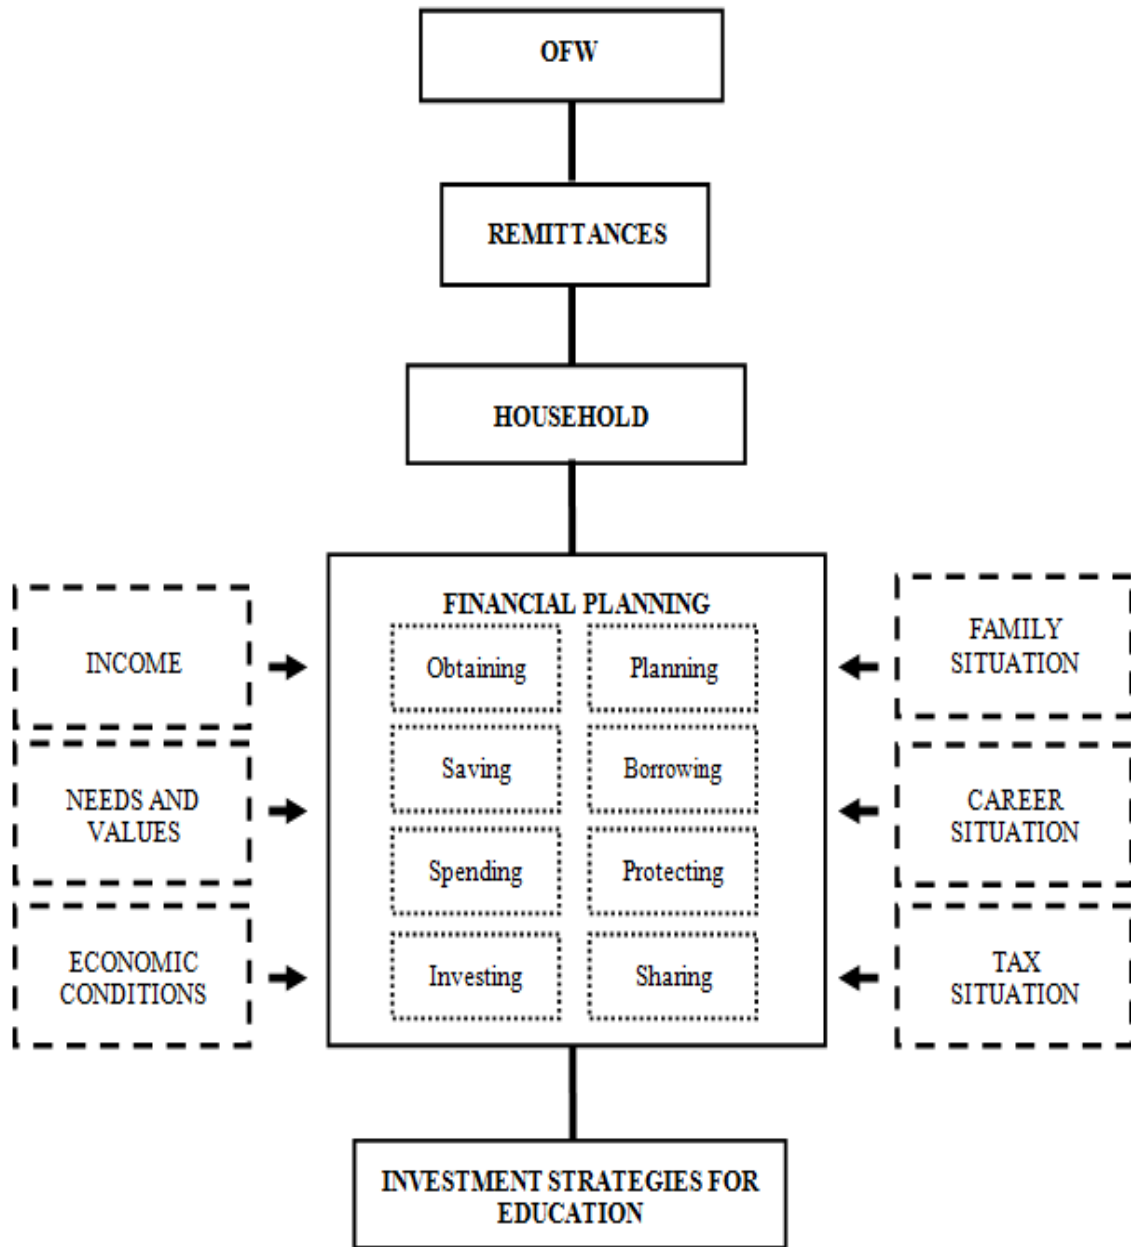 OFW
REMITTANCES
HOUSEHOLD
FINANCIAL PLANNING
Obtaining
Planning
Saving
Borrowing
Spending
Protecting
Investing
Sharing
INCOME
NEEDS AND
VALUES
ECONOMIC
CONDITIONS
FAMILY
SITUATION
CAREER
SITUATION
TAX
SITUATION
INVESTMENT STRATEGIES FOR
EDUCATION